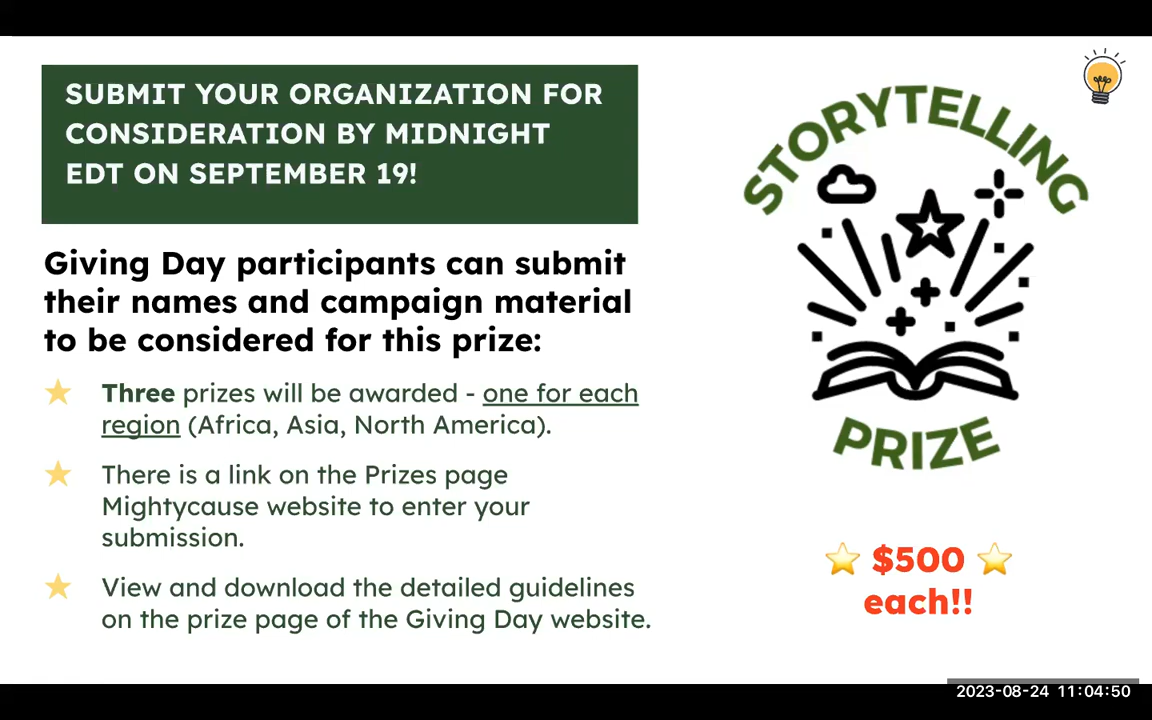 SUBMIT YOUR ORGANIZATION FOR
CONSIDERATION BY MIDNIGHT
EDT ON SEPTEMBER 19!
Giving Day participants can submit
their names and campaign material
to be considered for this prize:
Three prizes will be awarded - one for each
region (Africa, Asia, North America).
There is a link on the Prizes page
Mightycause website to enter your
submission.
View and download the detailed guidelines
on the prize page of the Giving Day website.
STORYTELLING
PRIZE
$500
each!!
2023-08-24 11:04:50